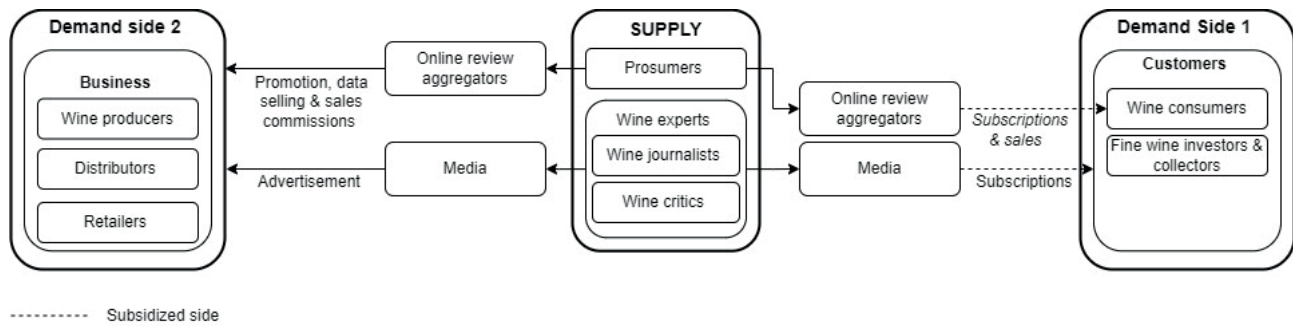 Demand side 2
Business
Wine producers
Distributors
Retailers
Promotion, data
selling & sales
commissions
Advertisement
Online review
aggregators
Media
SUPPLY
Prosumers
Wine experts
Wine journalists
Wine critics
Online review
aggregators
Media
Subscriptions
& sales
Subscriptions
Demand Side 1
Customers
Wine consumers
Fine wine investors &
collectors
Subsidized side